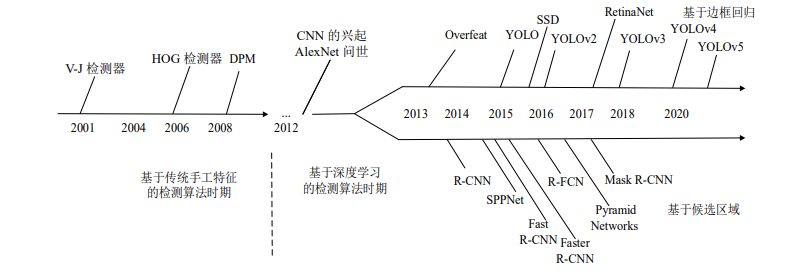 V-J 检测器
HOG 检测器
DPM
CNN 的兴起
AlexNet 问世
Overfeat
YOLO
SSD
YOLOv2
RetinaNet
YOLOv3
基于边框回归
YOLOv4
YOLOv5
2001
2004
2006
2008
...
2012
2013
2014
2015
2016
2017
2018
2020
基于传统手工特征
的检测算法时期
基于深度学习
的检测算法时期
R-CNN
SPPNet
Fast
R-CNN
Faster
R-CNN
R-FCN
Pyramid
Networks
Mask R-CNN
基于候选区域